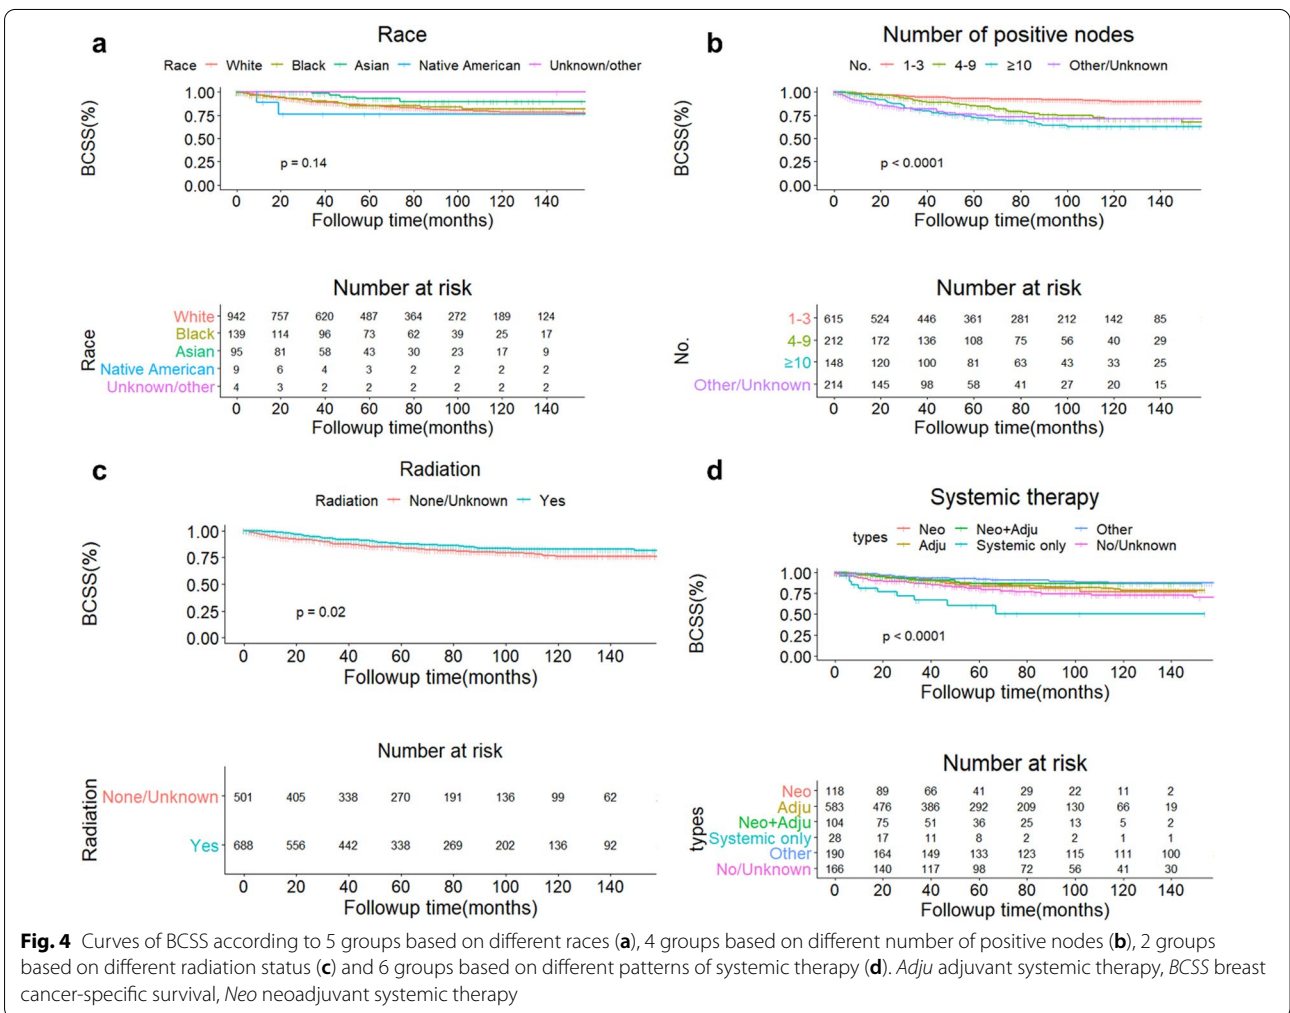 a
Race
Race White Black Asian Native American Unknown/other
1.00
0.75
0.50
0.25
0.00
BCSS(%)
p = 0.14
0 20 40 60 80 100 120 140
Followup time(months)
Number at risk
Race
White 942 757 620 487 364 272 189 124
Black 139 114 96 73 62 39 25 17
Asian 95 81 58 43 30 23 17 9
Native American 9 6 4 3 2 2 2 2
Unknown/other 4 3 2 2 2 2 2 2
0 20 40 60 80 100 120 140
Followup time(months)
b
Number of positive nodes
No. 1-3 4-9 ≥10 Other/Unknown
1.00
0.75
0.50
0.25
0.00
BCSS(%)
p < 0.0001
0 20 40 60 80 100 120 140
Followup time(months)
Number at risk
No.
1-3 615 524 446 361 281 212 142 85
4-9 212 172 136 108 75 56 40 29
≥10 148 120 100 81 63 43 33 25
Other/Unknown 214 145 98 58 41 27 20 15
0 20 40 60 80 100 120 140
Followup time(months)
c
Radiation
Radiation None/Unknown Yes
1.00
0.75
0.50
0.25
0.00
BCSS(%)
p = 0.02
0 20 40 60 80 100 120 140
Followup time(months)
Number at risk
Radiation
None/Unknown 501 405 338 270 191 136 99 62
Yes 688 556 442 338 269 202 136 92
0 20 40 60 80 100 120 140
Followup time(months)
d
Systemic therapy
types Neo Neo+Adju Other
Adju Systemic only No/Unknown
1.00
0.75
0.50
0.25
0.00
BCSS(%)
p < 0.0001
0 20 40 60 80 100 120 140
Followup time(months)
Number at risk
types
Neo 118 89 66 41 29 22 11 2
Adju 583 476 386 292 209 130 66 19
Neo+Adju 104 75 51 36 25 13 5 2
Systemic only 28 17 11 8 2 2 1 1
Other 190 164 149 133 123 115 111 100
No/Unknown 166 140 117 98 72 56 41 30
0 20 40 60 80 100 120 140
Followup time(months)
Fig. 4 Curves of BCSS according to 5 groups based on different races (a), 4 groups based on different number of positive nodes (b), 2 groups
based on different radiation status (c) and 6 groups based on different patterns of systemic therapy (d). Adju adjuvant systemic therapy, BCSS breast
cancer-specific survival, Neo neoadjuvant systemic therapy